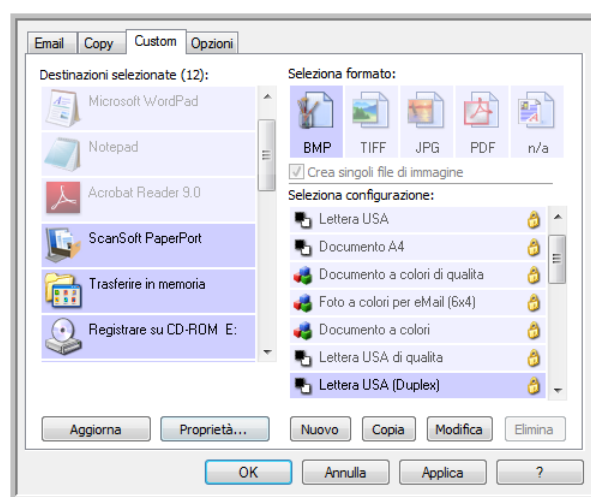 Email Copy Custom Opzioni
Destinazioni selezionate (12):
Microsoft WordPad
Notepad
Acrobat Reader 9.0
ScanSoft PaperPort
Trasferire in memoria
Registrare su CD-ROM E:
Aggiorna Proprietà...
Seleziona formato:
BMP TIFF JPG PDF n/a
Crea singoli file di immagine
Seleziona configurazione:
Lettera USA
Documento A4
Documento a colori di qualita
Foto a colori per eMail (6x4)
Documento a colori
Lettera USA di qualita
Lettera USA (Duplex)
Nuovo Copia Modifica Elimina
OK Annulla Applica ?